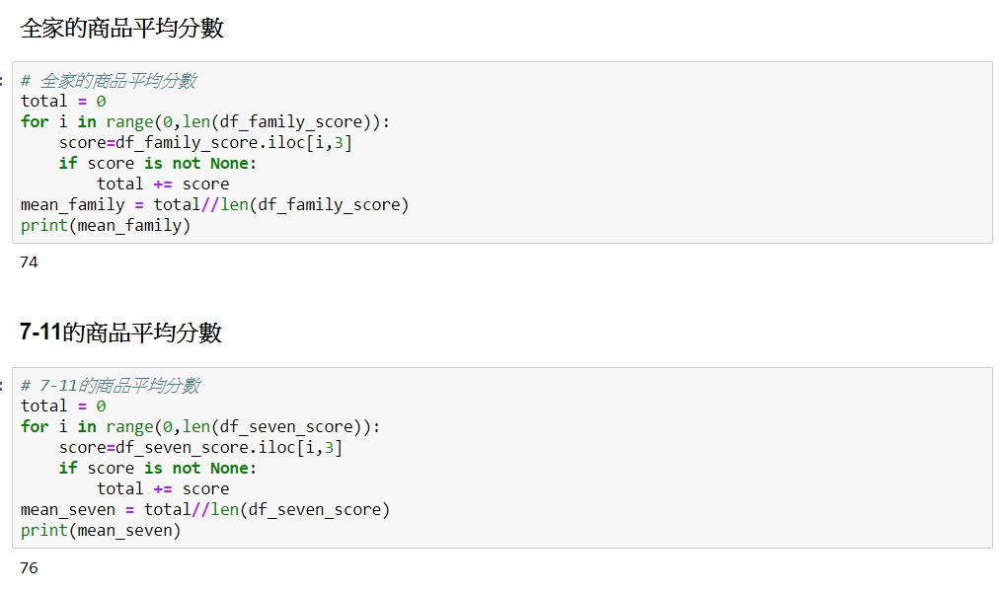 全家的商品平均分數
# 全家的商品平均分數
total = 0
for i in range(0,len(df_family_score)):
    score=df_family_score.iloc[i,3]
    if score is not None:
        total += score
mean_family = total//len(df_family_score)
print(mean_family)
74
7-11的商品平均分數
# 7-11的商品平均分數
total = 0
for i in range(0,len(df_seven_score)):
    score=df_seven_score.iloc[i,3]
    if score is not None:
        total += score
mean_seven = total//len(df_seven_score)
print(mean_seven)
76